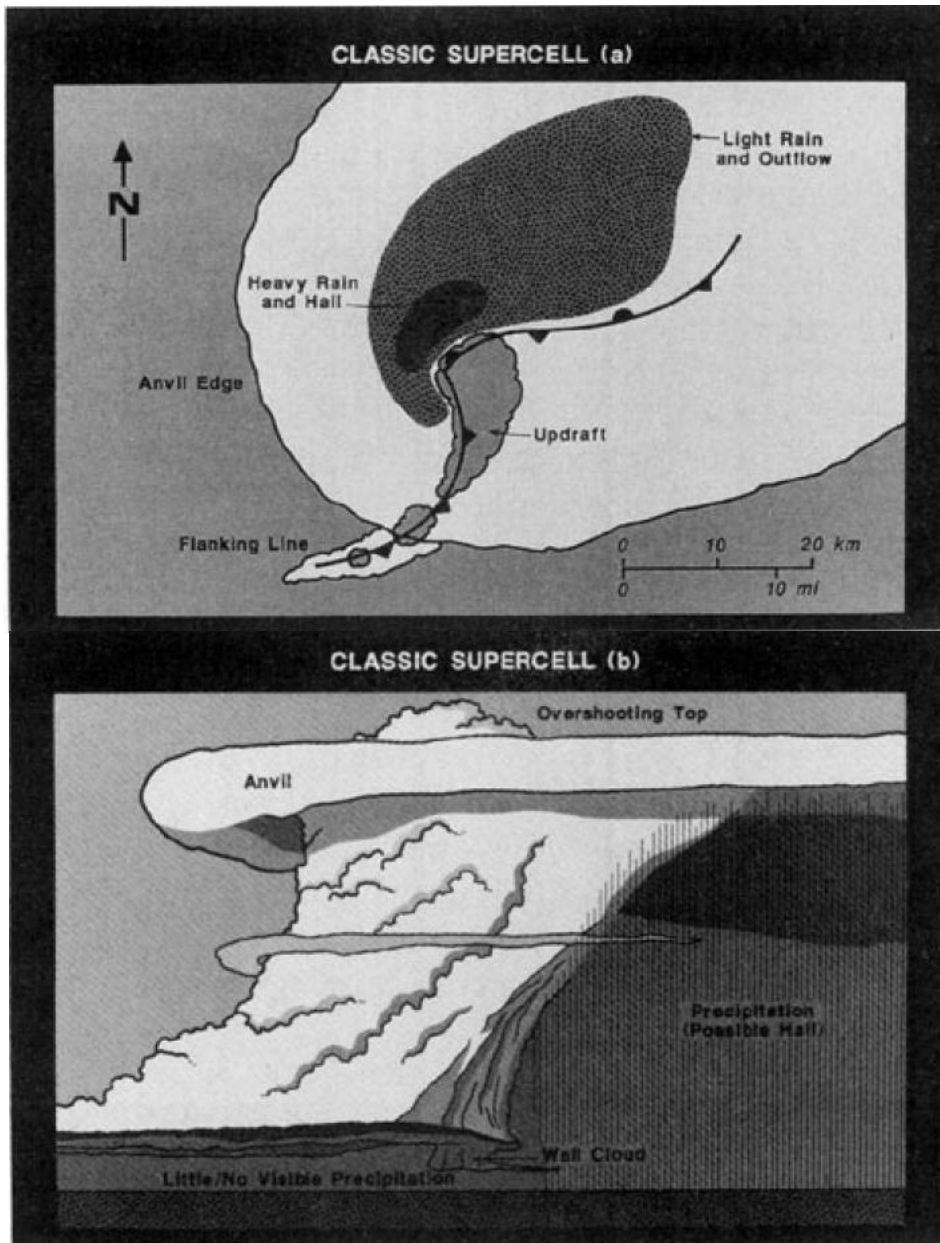 CLASSIC SUPERCELL (a)
N
Light Rain
and Outflow
Heavy Rain
and Hail
Anvil Edge
Updraft
Flanking Line
0 10 20 km
0 10 mi
CLASSIC SUPERCELL (b)
Overshooting Top
Anvil
Precipitation
(Possible Hail)
Wall Cloud
Little/No Visible Precipitation